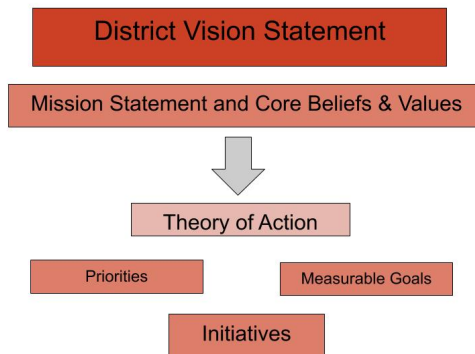 District Vision Statement
Mission Statement and Core Beliefs & Values
Theory of Action
Priorities
Measurable Goals
Initiatives